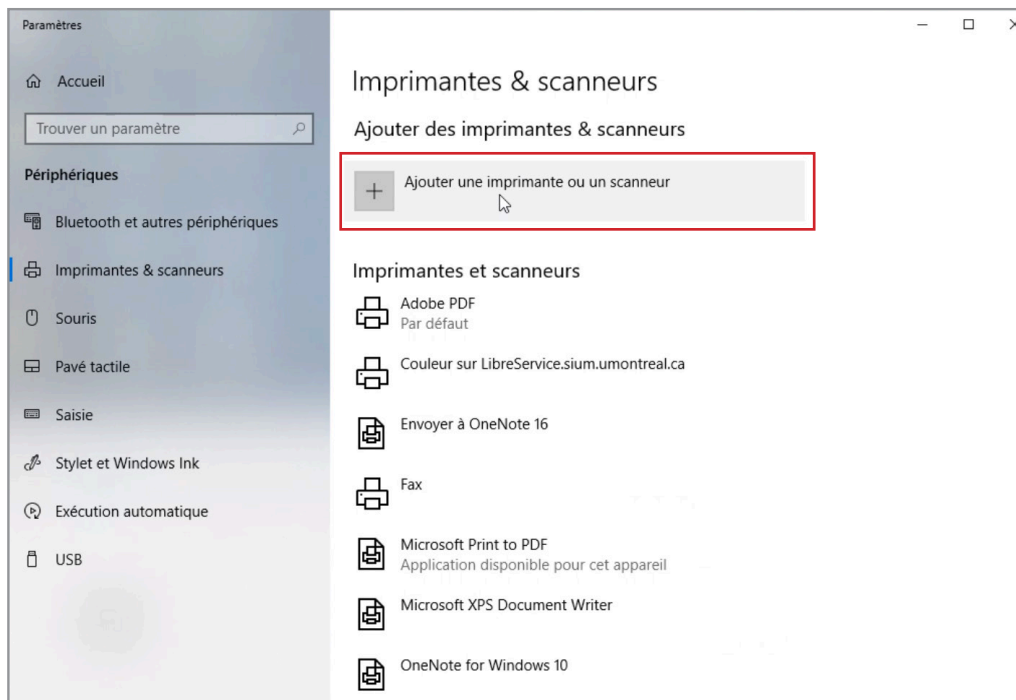 Paramètres
Accueil
Trouver un paramètre
Périphériques
Bluetooth et autres périphériques
Imprimantes & scanneurs
Souris
Pavé tactile
Saisie
Stylet et Windows Ink
Exécution automatique
USB
Imprimantes & scanneurs
Ajouter des imprimantes & scanneurs
Ajouter une imprimante ou un scanneur
Imprimantes et scanneurs
Adobe PDF
Par défaut
Couleur sur LibreService.sium.umontreal.ca
Envoyer à OneNote 16
Fax
Microsoft Print to PDF
Application disponible pour cet appareil
Microsoft XPS Document Writer
OneNote for Windows 10